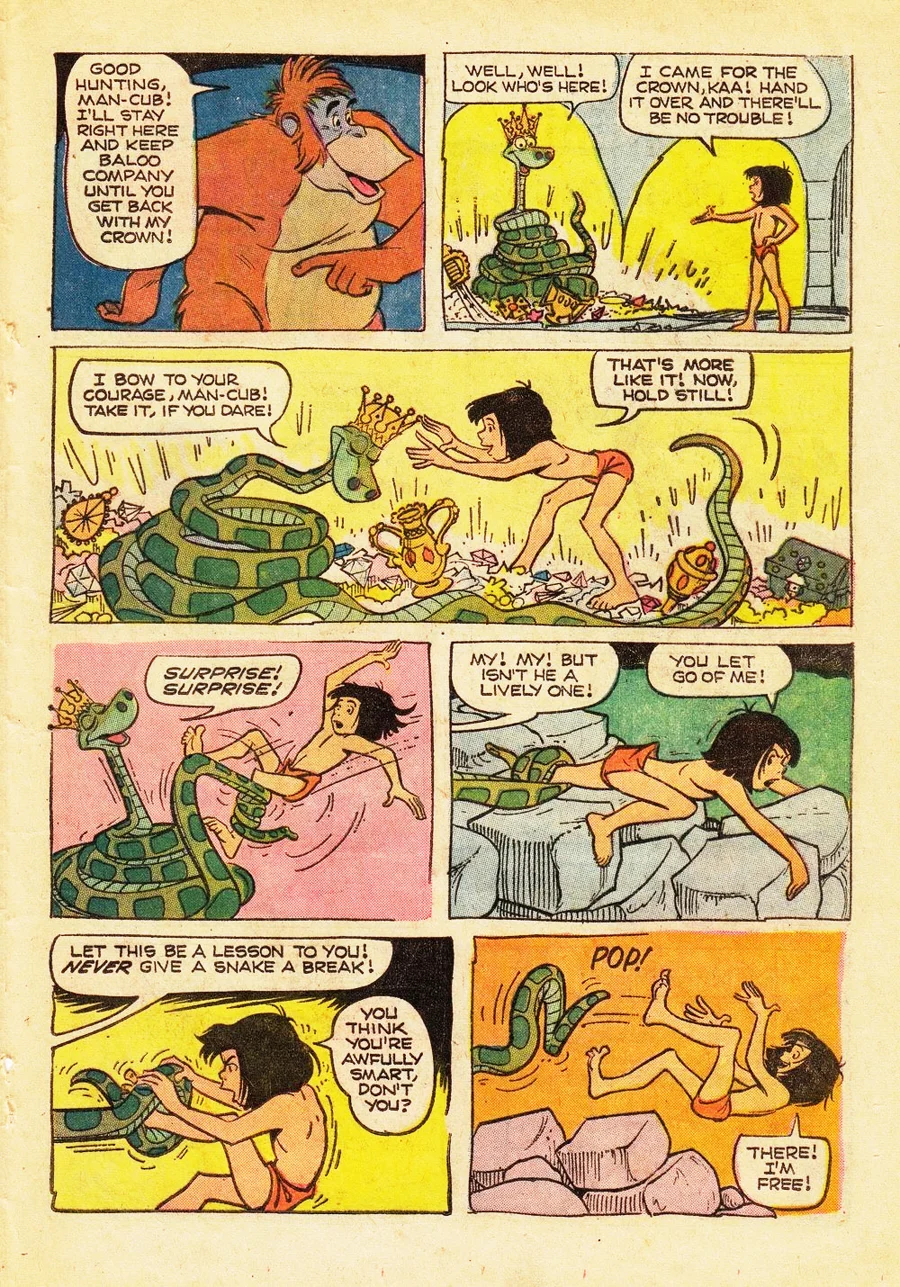 GOOD
HUNTING,
MAN-CUB!
I'LL STAY
RIGHT HERE
AND KEEP
BALOO
COMPANY
UNTIL YOU
GET BACK
WITH MY
CROWN!
WELL, WELL!
LOOK WHO'S HERE!
I CAME FOR THE
CROWN, KAA! HAND
IT OVER AND THERE'LL
BE NO TROUBLE!
I BOW TO YOUR
COURAGE, MAN-CUB!
TAKE IT, IF YOU DARE!
THAT'S MORE
LIKE IT! NOW,
HOLD STILL!
SURPRISE!
SURPRISE!
MY! MY! BUT
ISN'T HE A
LIVELY ONE!
YOU LET
GO OF ME!
LET THIS BE A LESSON TO YOU!
NEVER GIVE A SNAKE A BREAK!
YOU
THINK
YOU'RE
AWFULLY
SMART,
DON'T
YOU?
POP!
THERE!
I'M
FREE!